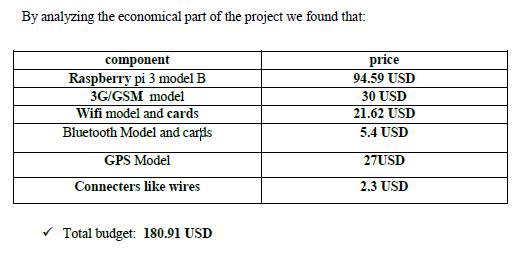 By analyzing the economical part of the project we found that:
component price
Raspberry pi 3 model B 94.59 USD
3G/GSM model 30 USD
Wifi model and cards 21.62 USD
Bluetooth Model and cards 5.4 USD
GPS Model 27USD
Connecters like wires 2.3 USD
✓ Total budget: 180.91 USD